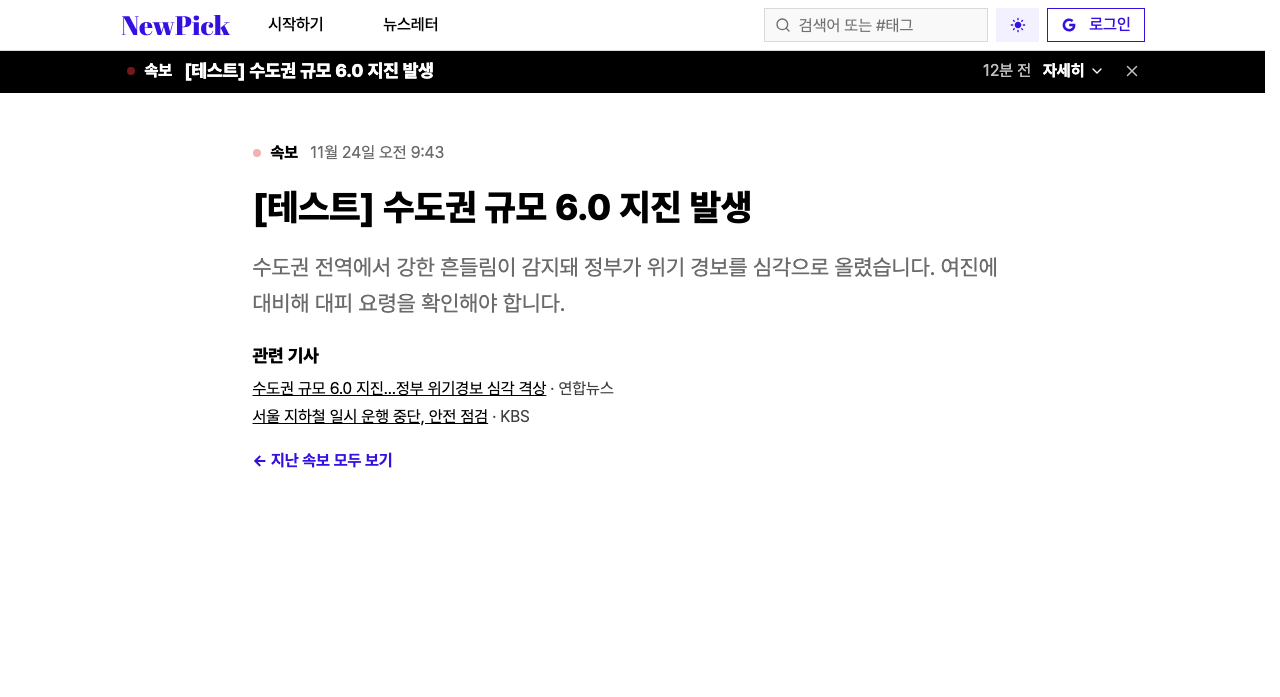 NewPick 시작하기 뉴스레터 검색어 또는 #태그 로그인
속보 [테스트] 수도권 규모 6.0 지진 발생 12분 전 자세히
속보 11월 24일 오전 9:43
[테스트] 수도권 규모 6.0 지진 발생
수도권 전역에서 강한 흔들림이 감지돼 정부가 위기 경보를 심각으로 올렸습니다. 여진에
대비해 대피 요령을 확인해야 합니다.
관련 기사
수도권 규모 6.0 지진…정부 위기경보 심각 격상 · 연합뉴스
서울 지하철 일시 운행 중단, 안전 점검 · KBS
← 지난 속보 모두 보기